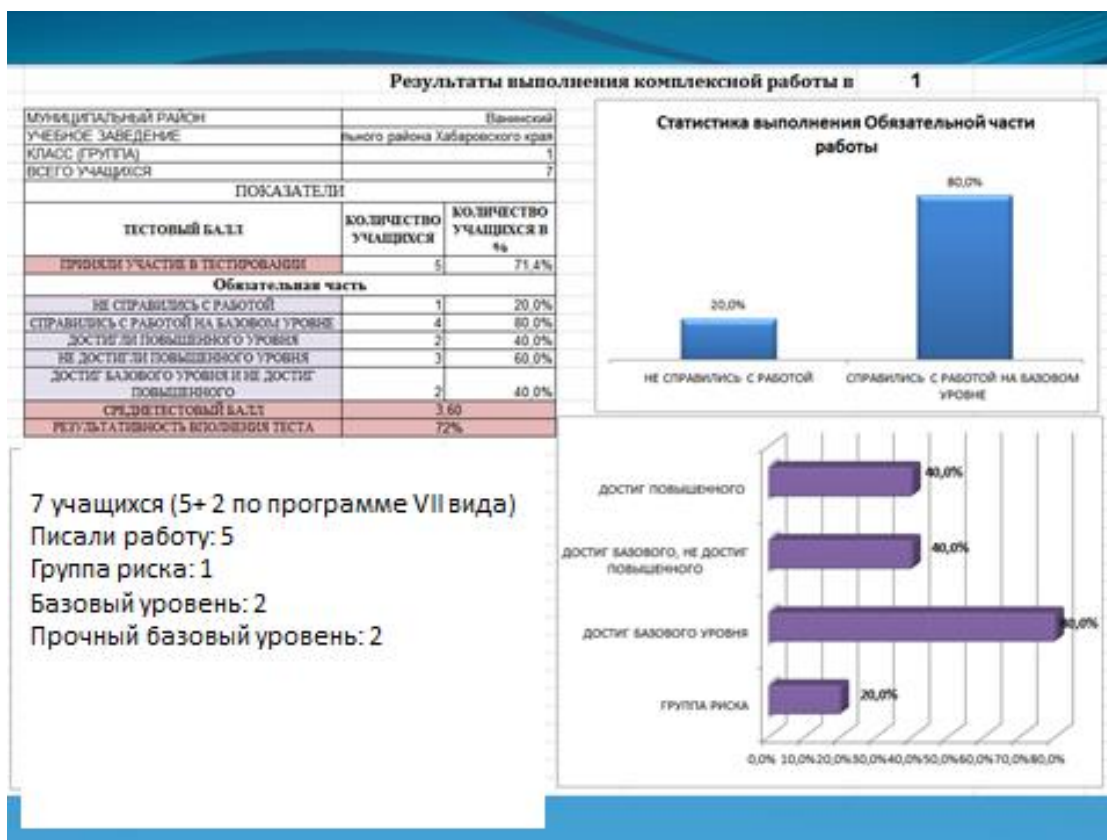 Результаты выполнения комплексной работы в 1
МУНИЦИПАЛЬНЫЙ РАЙОН Ванинский
УЧЕБНОЕ ЗАВЕДЕНИЕ льного района Хабаровского края
КЛАСС (ГРУППА) 1
ВСЕГО УЧАЩИХСЯ 7
ПОКАЗАТЕЛИ
ТЕСТОВЫЙ БАЛЛ
КОЛИЧЕСТВО
УЧАЩИХСЯ
КОЛИЧЕСТВО
УЧАЩИХСЯ В
%
ПРИНЯЛИ УЧАСТИЕ В ТЕСТИРОВАНИИ 5 71,4%
Обязательная часть
НЕ СПРАВИЛИСЬ С РАБОТОЙ 1 20,0%
СПРАВИЛИСЬ С РАБОТОЙ НА БАЗОВОМ УРОВНЕ 4 80,0%
ДОСТИГЛИ ПОВЫШЕННОГО УРОВНЯ 2 40,0%
НЕ ДОСТИГЛИ ПОВЫШЕННОГО УРОВНЯ 3 60,0%
ДОСТИГ БАЗОВОГО УРОВНЯ И НЕ ДОСТИГ
ПОВЫШЕННОГО 2 40,0%
СРЕДНЕТЕСТОВЫЙ БАЛЛ 3,60
РЕЗУЛЬТАТИВНОСТЬ ВПОЛНЕНИЯ ТЕСТА 72%
Статистика выполнения Обязательной части
работы
80,0%
20,0%
НЕ СПРАВИЛИСЬ С РАБОТОЙ
СПРАВИЛИСЬ С РАБОТОЙ НА БАЗОВОМ
УРОВНЕ
7 учащихся (5+ 2 по программе VII вида)
Писали работу: 5
Группа риска: 1
Базовый уровень: 2
Прочный базовый уровень: 2
ДОСТИГ ПОВЫШЕННОГО 40,0%
ДОСТИГ БАЗОВОГО, НЕ ДОСТИГ
ПОВЫШЕННОГО 40,0%
ДОСТИГ БАЗОВОГО УРОВНЯ 80,0%
ГРУППА РИСКА 20,0%
0,0% 10,0% 20,0% 30,0% 40,0% 50,0% 60,0% 70,0% 80,0%